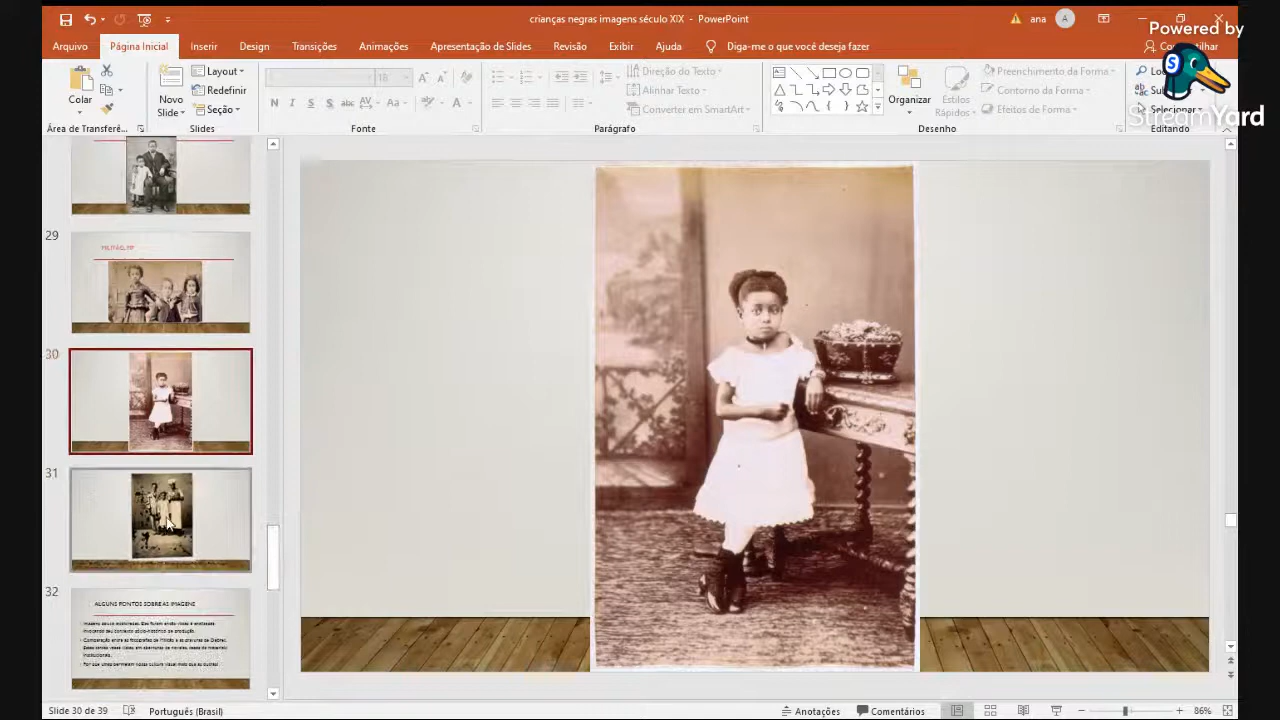 crianças negras imagens século XIX - PowerPoint
ana
A
Powered by
StreamYard
Arquivo
Página Inicial
Inserir
Design
Transições
Animações
Apresentação de Slides
Revisão
Exibir
Ajuda
Diga-me o que você deseja fazer
Colar
Novo
Slide
Layout
Redefinir
Seção
18
N
I
S
S
abc
AV
Aa
A
Direção do Texto
Alinhar Texto
Converter em SmartArt
Organizar
Estilos
Rápidos
Preenchimento da Forma
Contorno da Forma
Efeitos de Forma
Selecionar
Área de Transferê...
Slides
Fonte
Parágrafo
Desenho
Editando
29
30
31
32
ALGUNS PONTOS SOBRE AS IMAGENS
Slide 30 de 39
Português (Brasil)
Anotações
Comentários
86%